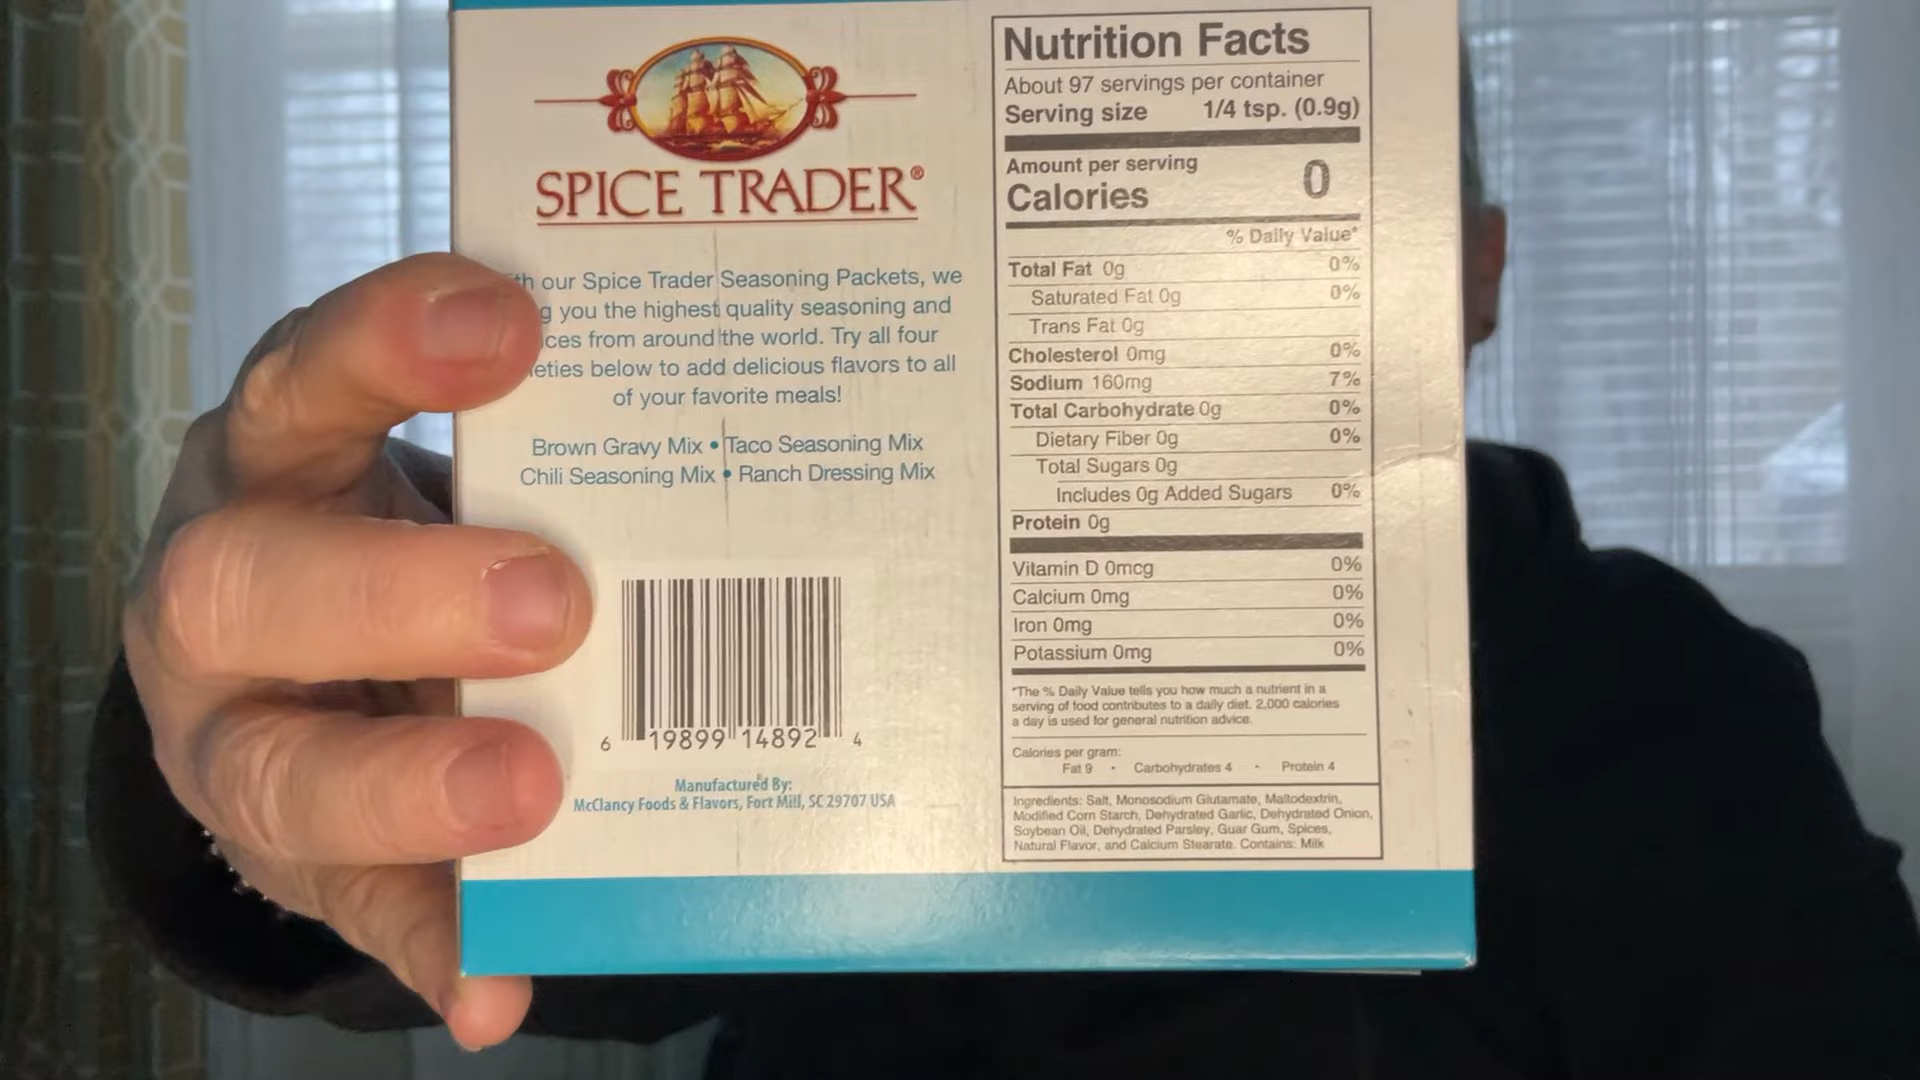 SPICE TRADER®
our Spice Trader Seasoning Packets, we
you the highest quality seasoning and
from around the world. Try all four
below to add delicious flavors to all
of your favorite meals!
Brown Gravy Mix • Taco Seasoning Mix
Chili Seasoning Mix • Ranch Dressing Mix
6 19899 14892 4
Manufactured By:
McClancy Foods & Flavors, Fort Mill, SC 29707 USA
Nutrition Facts
About 97 servings per container
Serving size 1/4 tsp. (0.9g)
Amount per serving
Calories 0
% Daily Value*
Total Fat 0g 0%
Saturated Fat 0g 0%
Trans Fat 0g
Cholesterol 0mg 0%
Sodium 160mg 7%
Total Carbohydrate 0g 0%
Dietary Fiber 0g 0%
Total Sugars 0g
Includes 0g Added Sugars 0%
Protein 0g
Vitamin D 0mcg 0%
Calcium 0mg 0%
Iron 0mg 0%
Potassium 0mg 0%
*The % Daily Value tells you how much a nutrient in a
serving of food contributes to a daily diet. 2,000 calories
a day is used for general nutrition advice.
Calories per gram:
Fat 9 • Carbohydrates 4 • Protein 4
Ingredients: Salt, Monosodium Glutamate, Maltodextrin,
Modified Corn Starch, Dehydrated Garlic, Dehydrated Onion,
Soybean Oil, Dehydrated Parsley, Guar Gum, Spices,
Natural Flavor, and Calcium Stearate. Contains: Milk